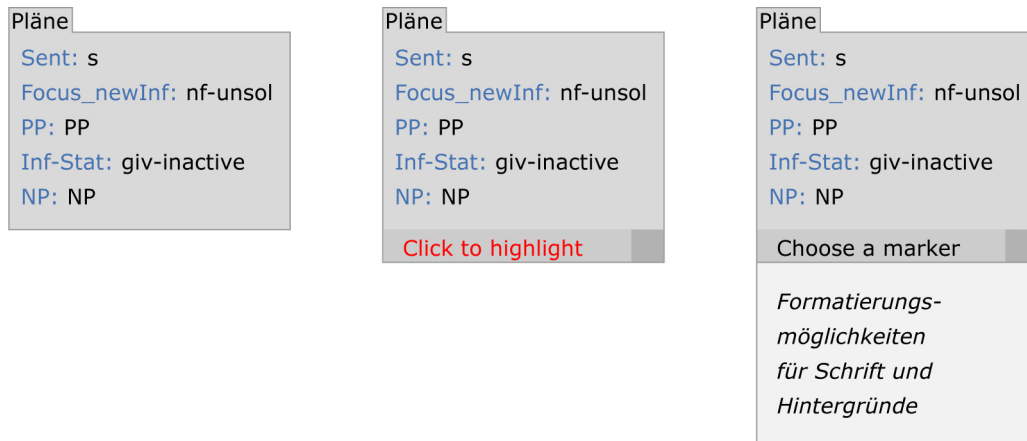 Pläne
Sent: s
Focus_newInf: nf-unsol
PP: PP
Inf-Stat: giv-inactive
NP: NP
Pläne
Sent: s
Focus_newInf: nf-unsol
PP: PP
Inf-Stat: giv-inactive
NP: NP
Click to highlight
Pläne
Sent: s
Focus_newInf: nf-unsol
PP: PP
Inf-Stat: giv-inactive
NP: NP
Choose a marker
Formatierungs-
möglichkeiten
für Schrift und
Hintergründe